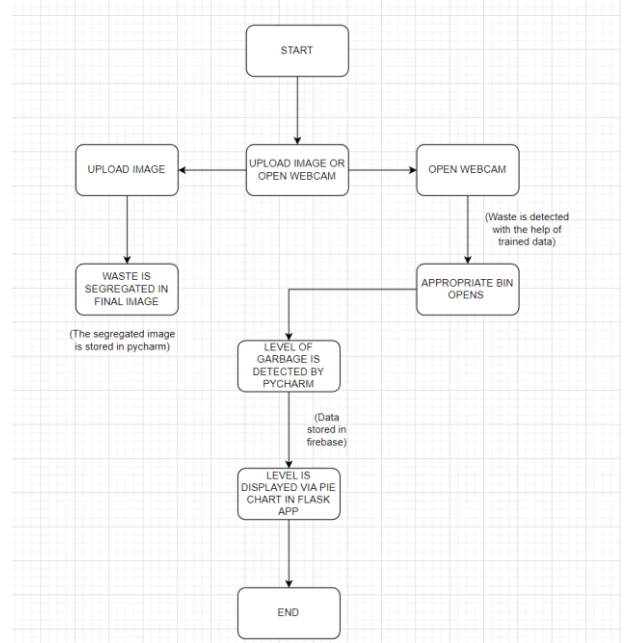 START
UPLOAD IMAGE
UPLOAD IMAGE OR
OPEN WEBCAM
OPEN WEBCAM
(Waste is detected
with the help of
trained data)
WASTE IS
SEGREGATED IN
FINAL IMAGE
APPROPRIATE BIN
OPENS
(The segregated image
is stored in pycharm)
LEVEL OF
GARBAGE IS
DETECTED BY
PYCHARM
(Data
stored in
firebase)
LEVEL IS
DISPLAYED VIA PIE
CHART IN FLASK
APP
END